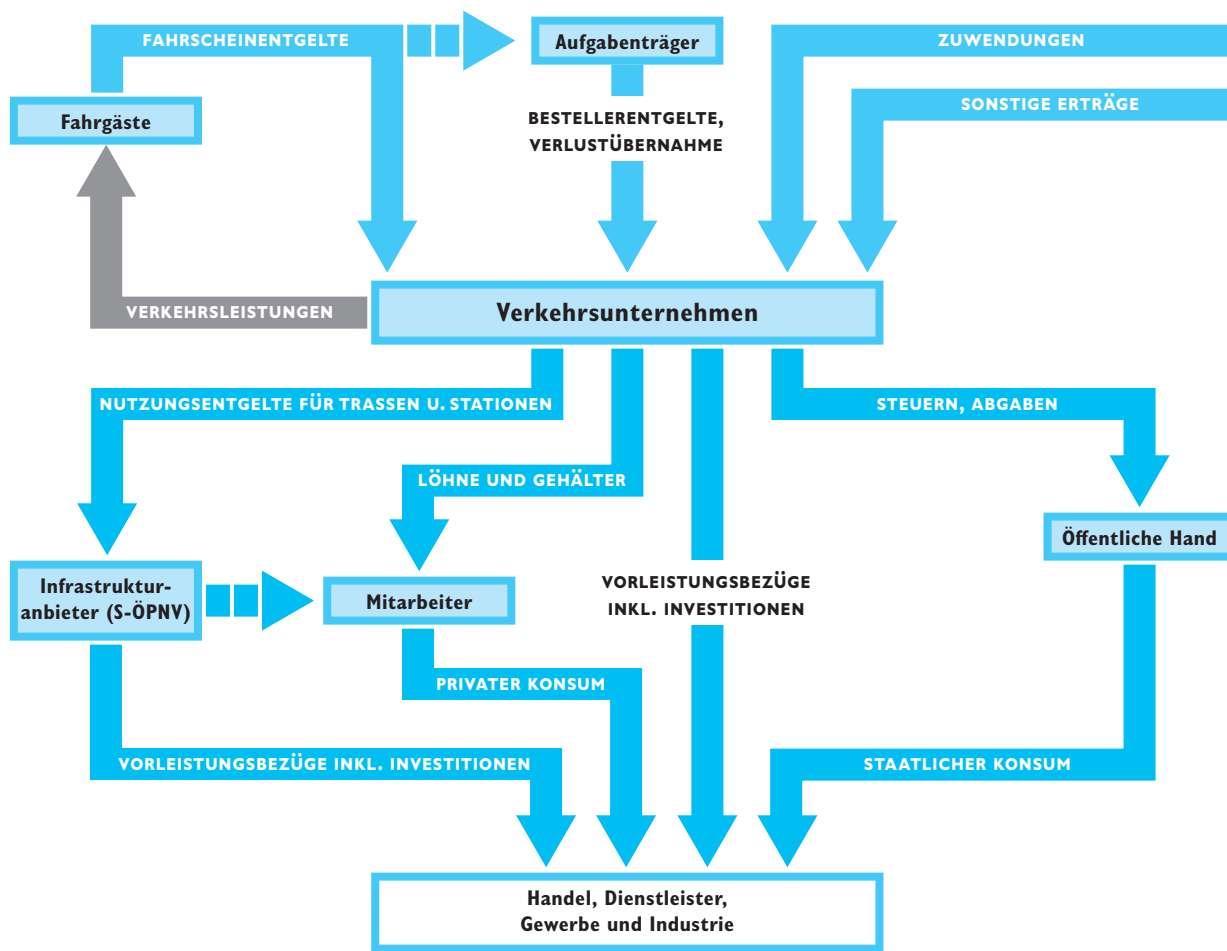 FAHRSCHEINENTGELTE
Aufgabenträger
ZUWENDUNGEN
SONSTIGE ERTRÄGE
Fahrgäste
BESTELLERENTGELTE,
VERLUSTÜBERNAHME
VERKEHRSLEISTUNGEN
Verkehrsunternehmen
NUTZUNGSENTGELTE FÜR TRASSEN U. STATIONEN
STEUERN, ABGABEN
LÖHNE UND GEHÄLTER
Öffentliche Hand
Infrastruktur-
anbieter (S-ÖPNV)
Mitarbeiter
VORLEISTUNGSBEZÜGE
INKL. INVESTITIONEN
PRIVATER KONSUM
VORLEISTUNGSBEZÜGE INKL. INVESTITIONEN
STAATLICHER KONSUM
Handel, Dienstleister,
Gewerbe und Industrie